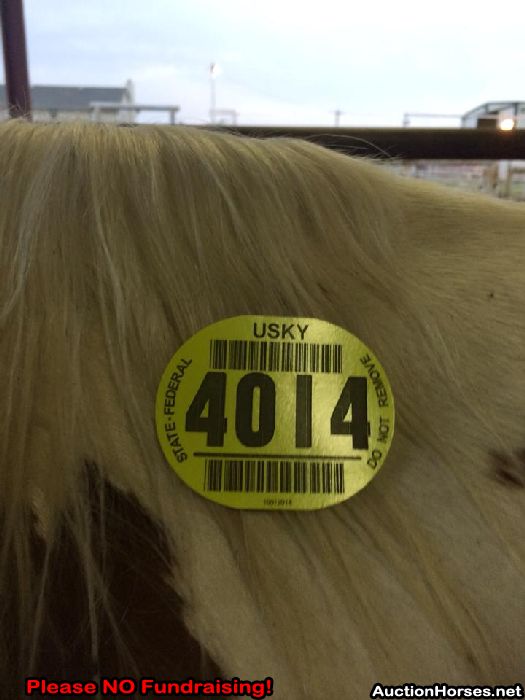 USKY
STATE-FEDERAL
4014
DO NOT REMOVE
Please NO Fundraising!
AuctionHorses.net